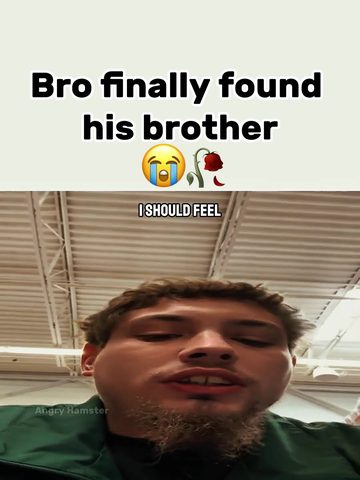 Bro finally found
his brother
😭🥀
I SHOULD FEEL
Angry Hamster